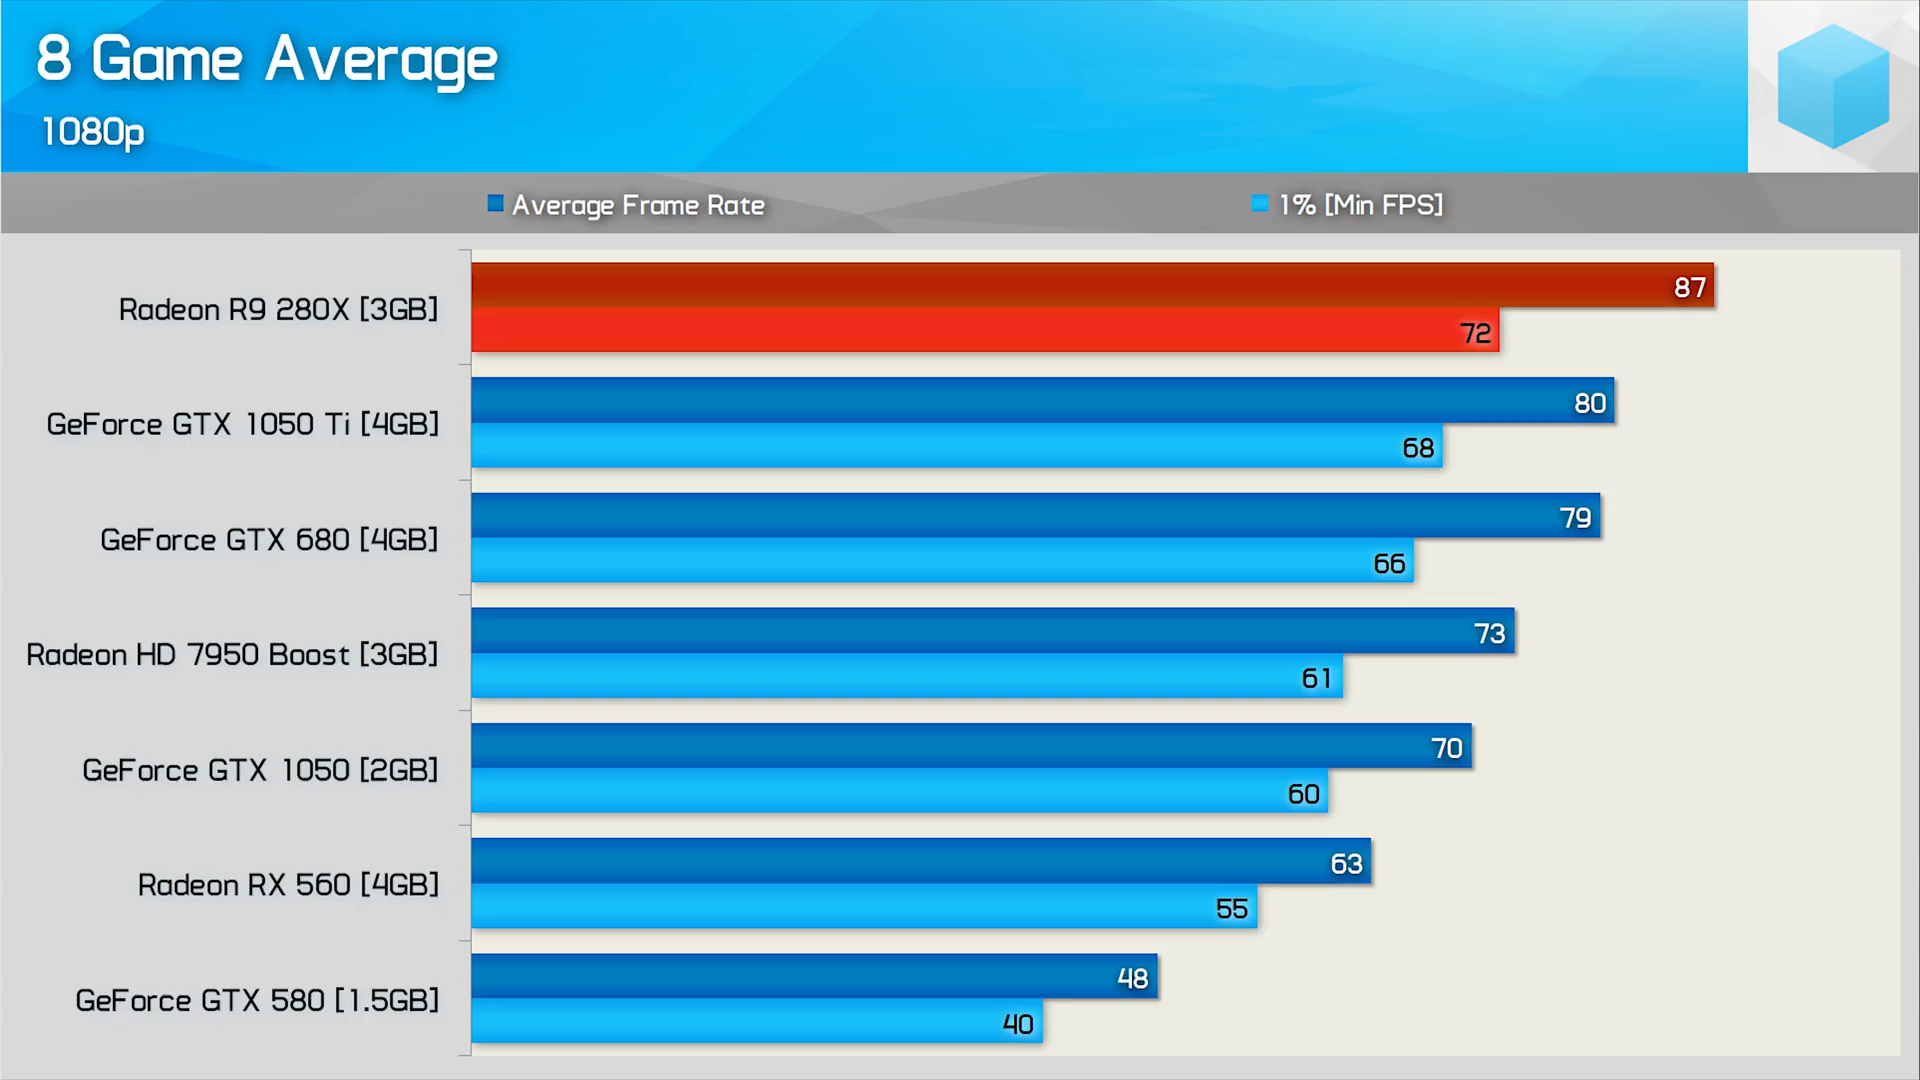 8 Game Average
1080p
Average Frame Rate
1% [Min FPS]
Radeon R9 280X [3GB]
87
72
GeForce GTX 1050 Ti [4GB]
80
68
GeForce GTX 680 [4GB]
79
66
Radeon HD 7950 Boost [3GB]
73
61
GeForce GTX 1050 [2GB]
70
60
Radeon RX 560 [4GB]
63
55
GeForce GTX 580 [1.5GB]
48
40